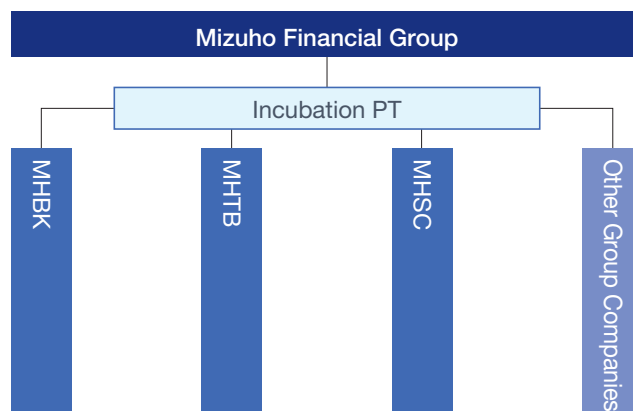 Mizuho Financial Group
Incubation PT
MHBK
MHTB
MHSC
Other Group Companies